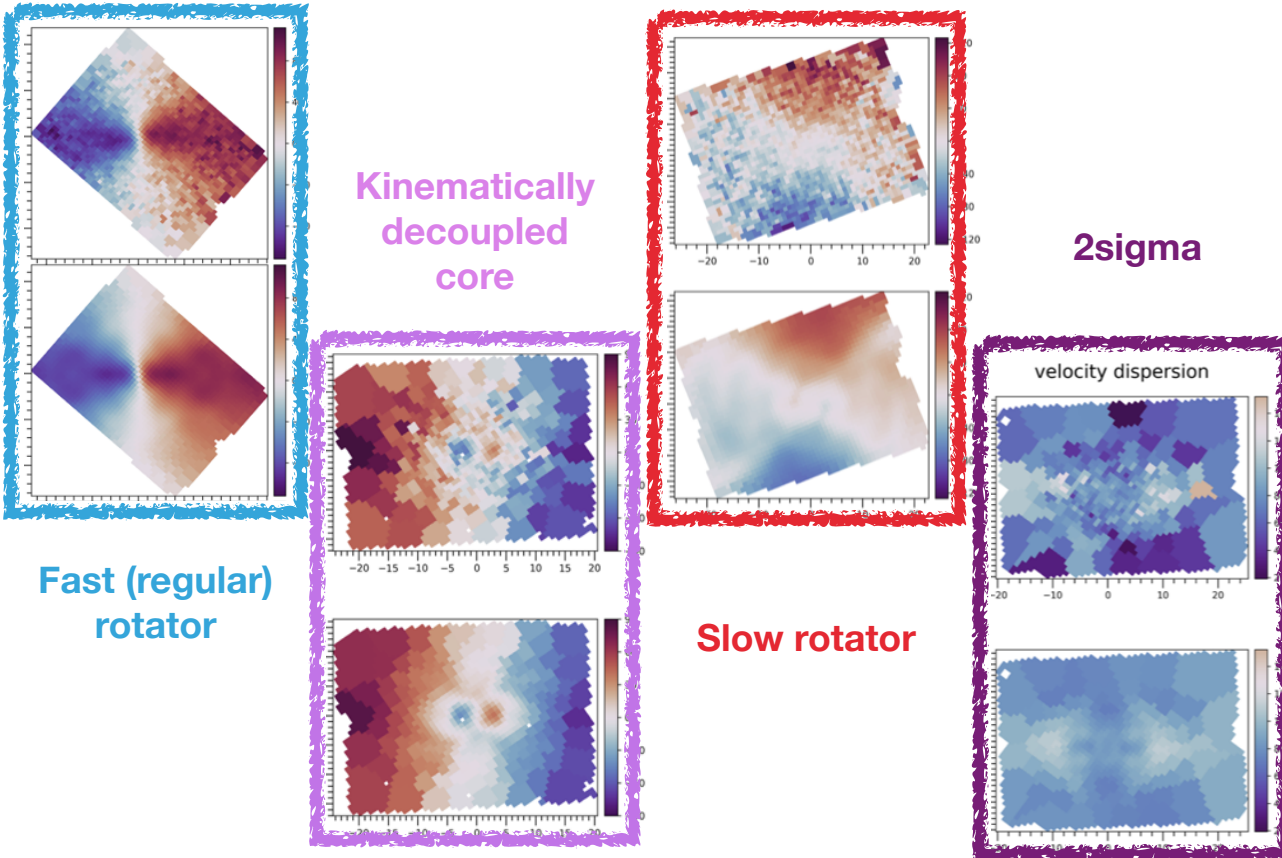 Kinematically
decoupled
core
2sigma
velocity dispersion
Fast (regular)
rotator
Slow rotator
−20 −10 0 10 20
−20 −15 −10 −5 0 5 10 15 20
−20 −10 0 10 20